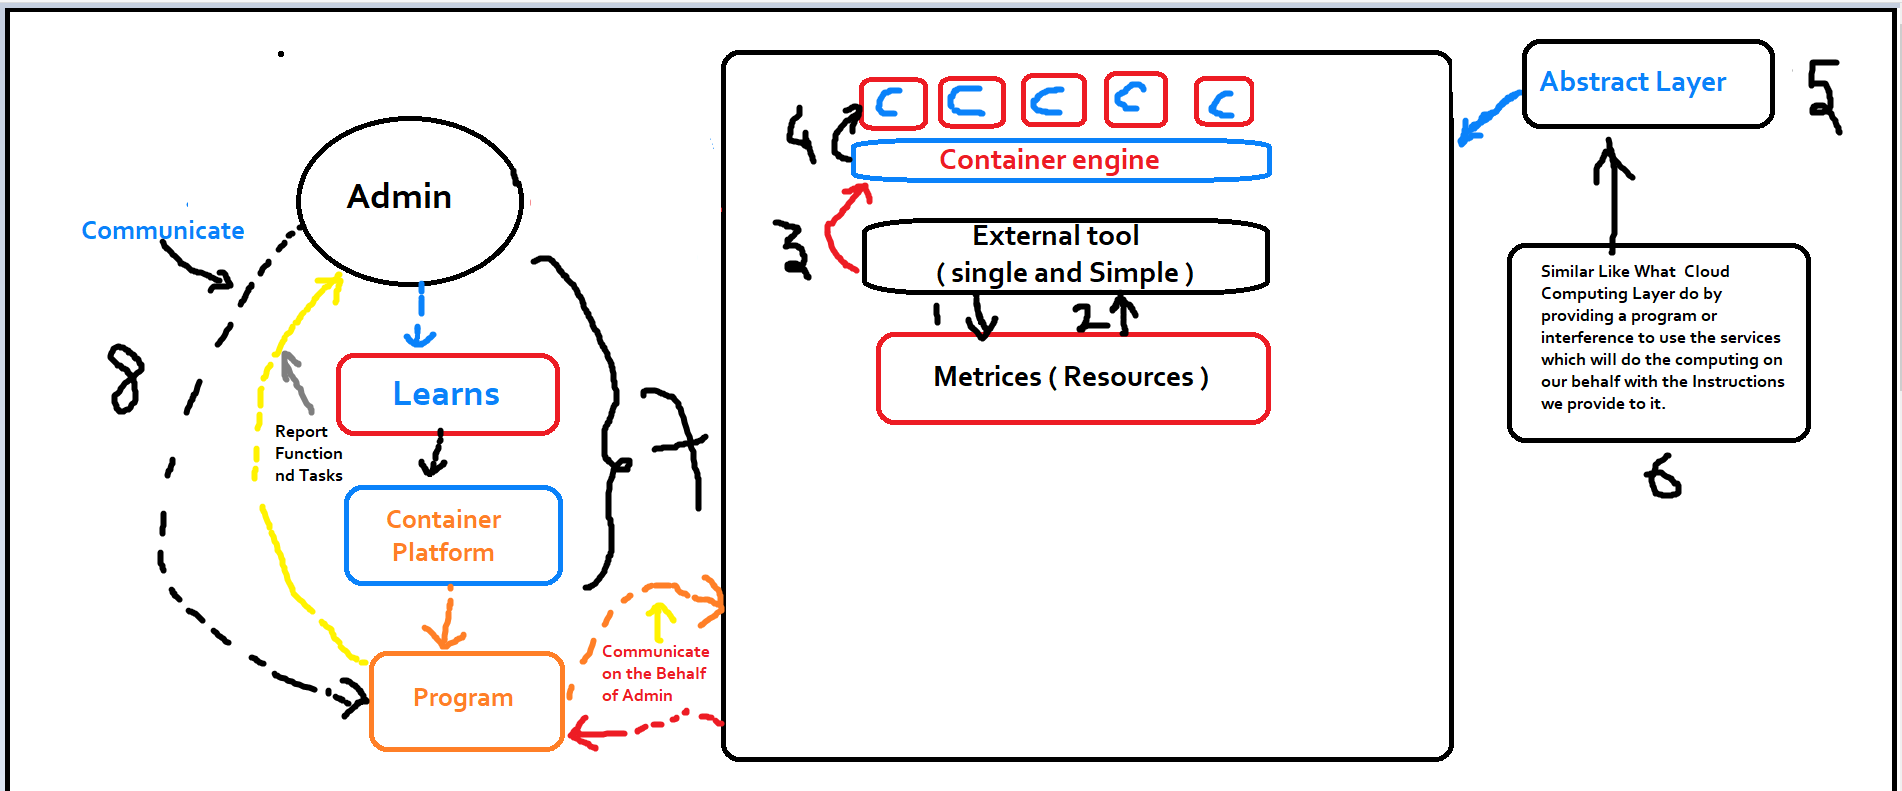 C C C C C
4
Container engine
3
External tool
( single and Simple )
1
2
Metrices ( Resources )
Abstract Layer
5
Similar Like What Cloud
Computing Layer do by
providing a program or
interference to use the services
which will do the computing on
our behalf with the Instructions
we provide to it.
6
Admin
Communicate
8
Learns
7
Report
Function
nd Tasks
Container
Platform
Program
Communicate
on the Behalf
of Admin